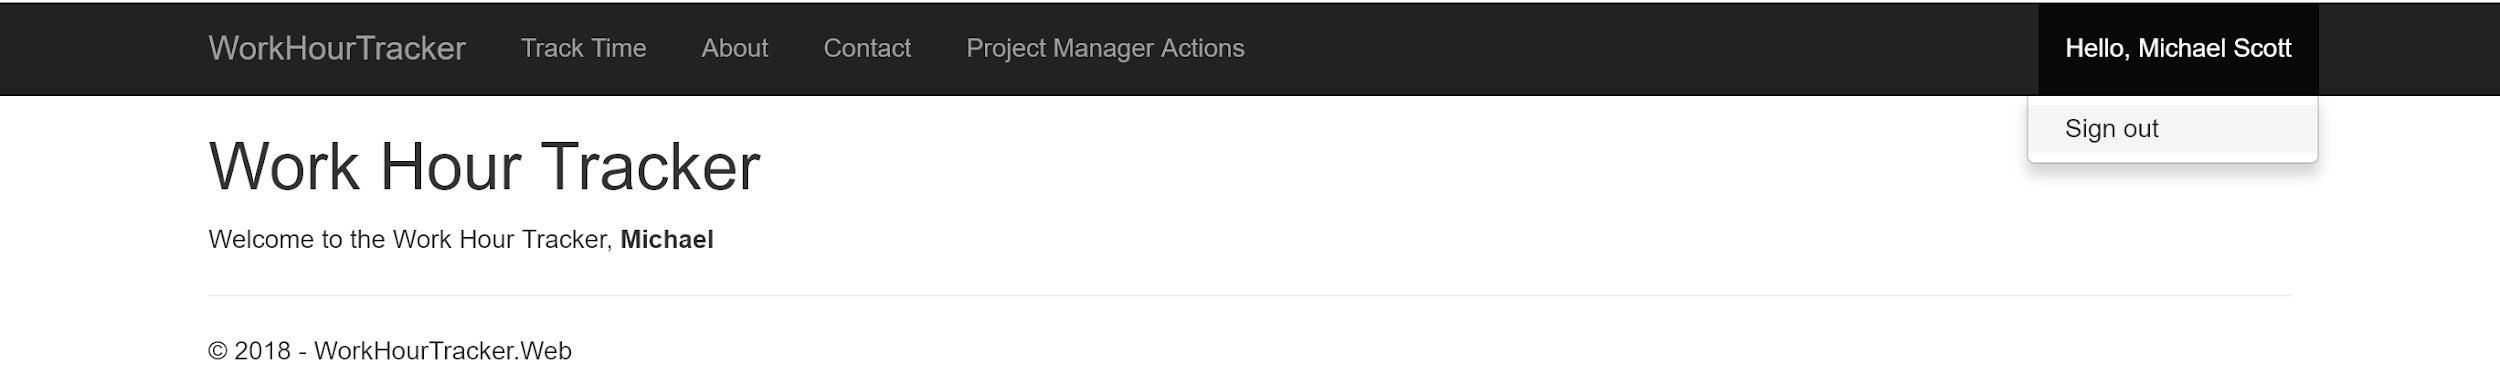 WorkHourTracker Track Time About Contact Project Manager Actions Hello, Michael Scott
Sign out
Work Hour Tracker
Welcome to the Work Hour Tracker, Michael
© 2018 - WorkHourTracker.Web